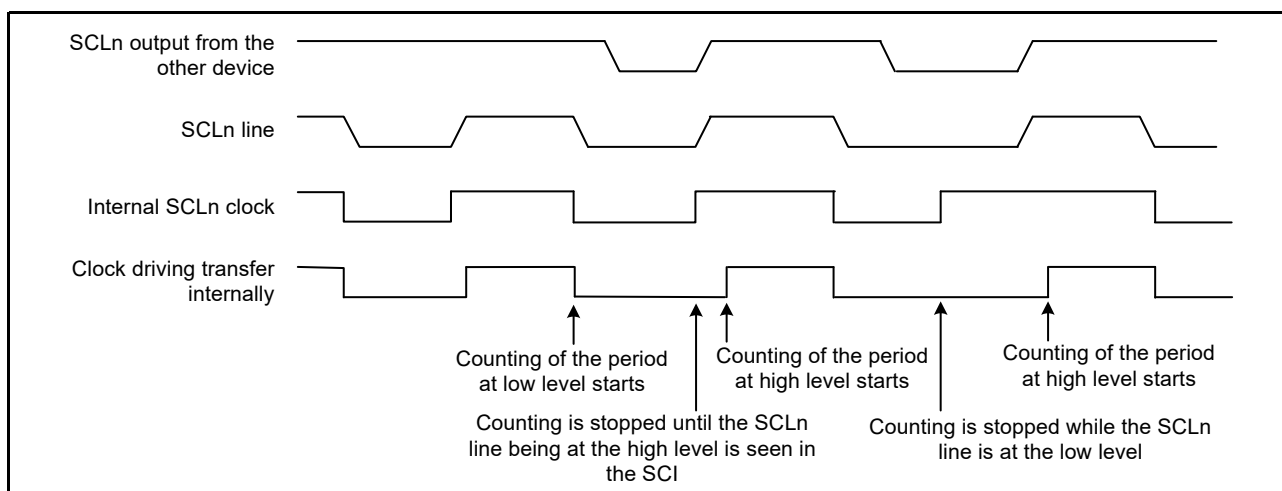 SCLn output from the
other device
SCLn line
Internal SCLn clock
Clock driving transfer
internally
Counting of the period
at low level starts
Counting of the period
at high level starts
Counting of the period
at high level starts
Counting is stopped until the SCLn
line being at the high level is seen in
the SCI
Counting is stopped while the SCLn
line is at the low level